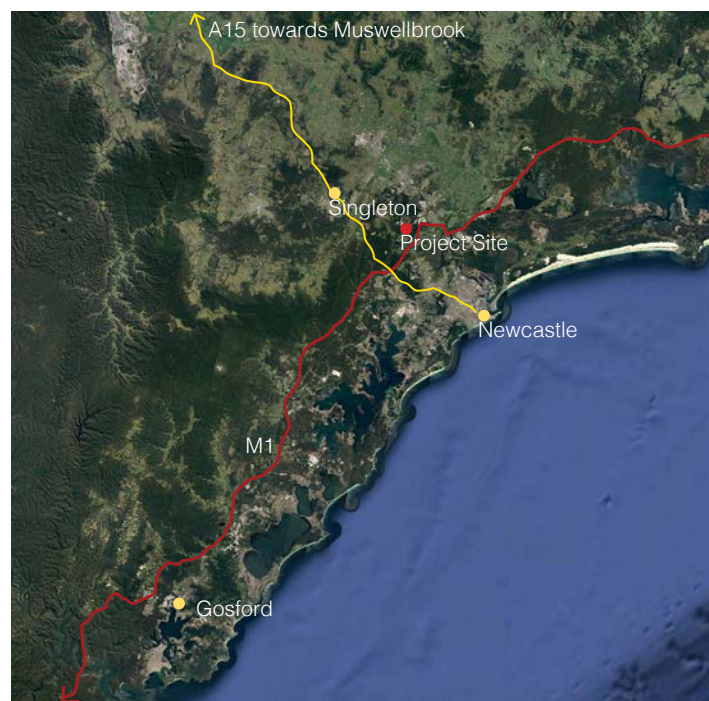 A15 towards Muswellbrook
Singleton
Project Site
Newcastle
M1
Gosford